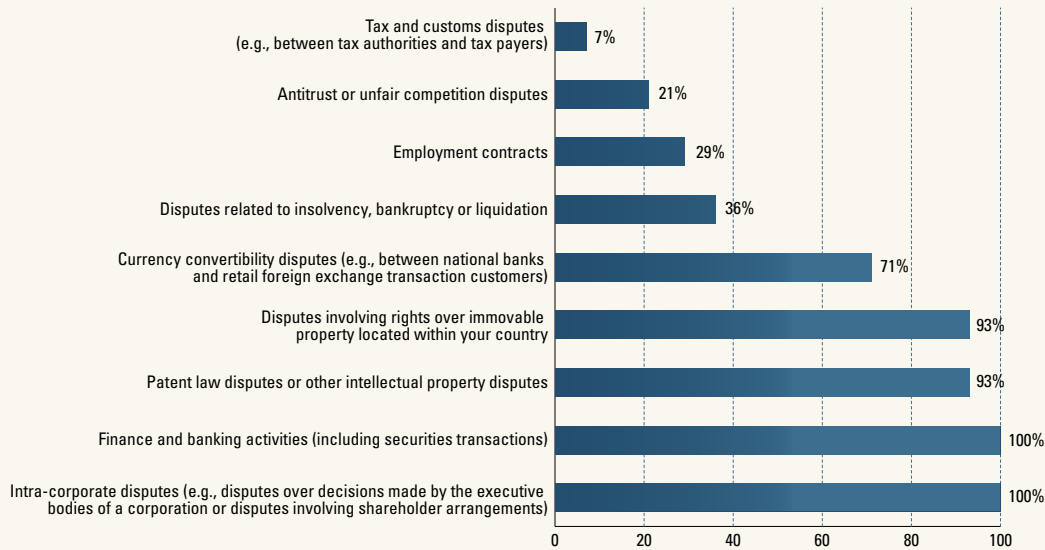 Tax and customs disputes
(e.g., between tax authorities and tax payers)
7%
Antitrust or unfair competition disputes
21%
Employment contracts
29%
Disputes related to insolvency, bankruptcy or liquidation
36%
Currency convertibility disputes (e.g., between national banks
and retail foreign exchange transaction customers)
71%
Disputes involving rights over immovable
property located within your country
93%
Patent law disputes or other intellectual property disputes
93%
Finance and banking activities (including securities transactions)
100%
Intra-corporate disputes (e.g., disputes over decisions made by the executive
bodies of a corporation or disputes involving shareholder arrangements)
100%
0 20 40 60 80 100